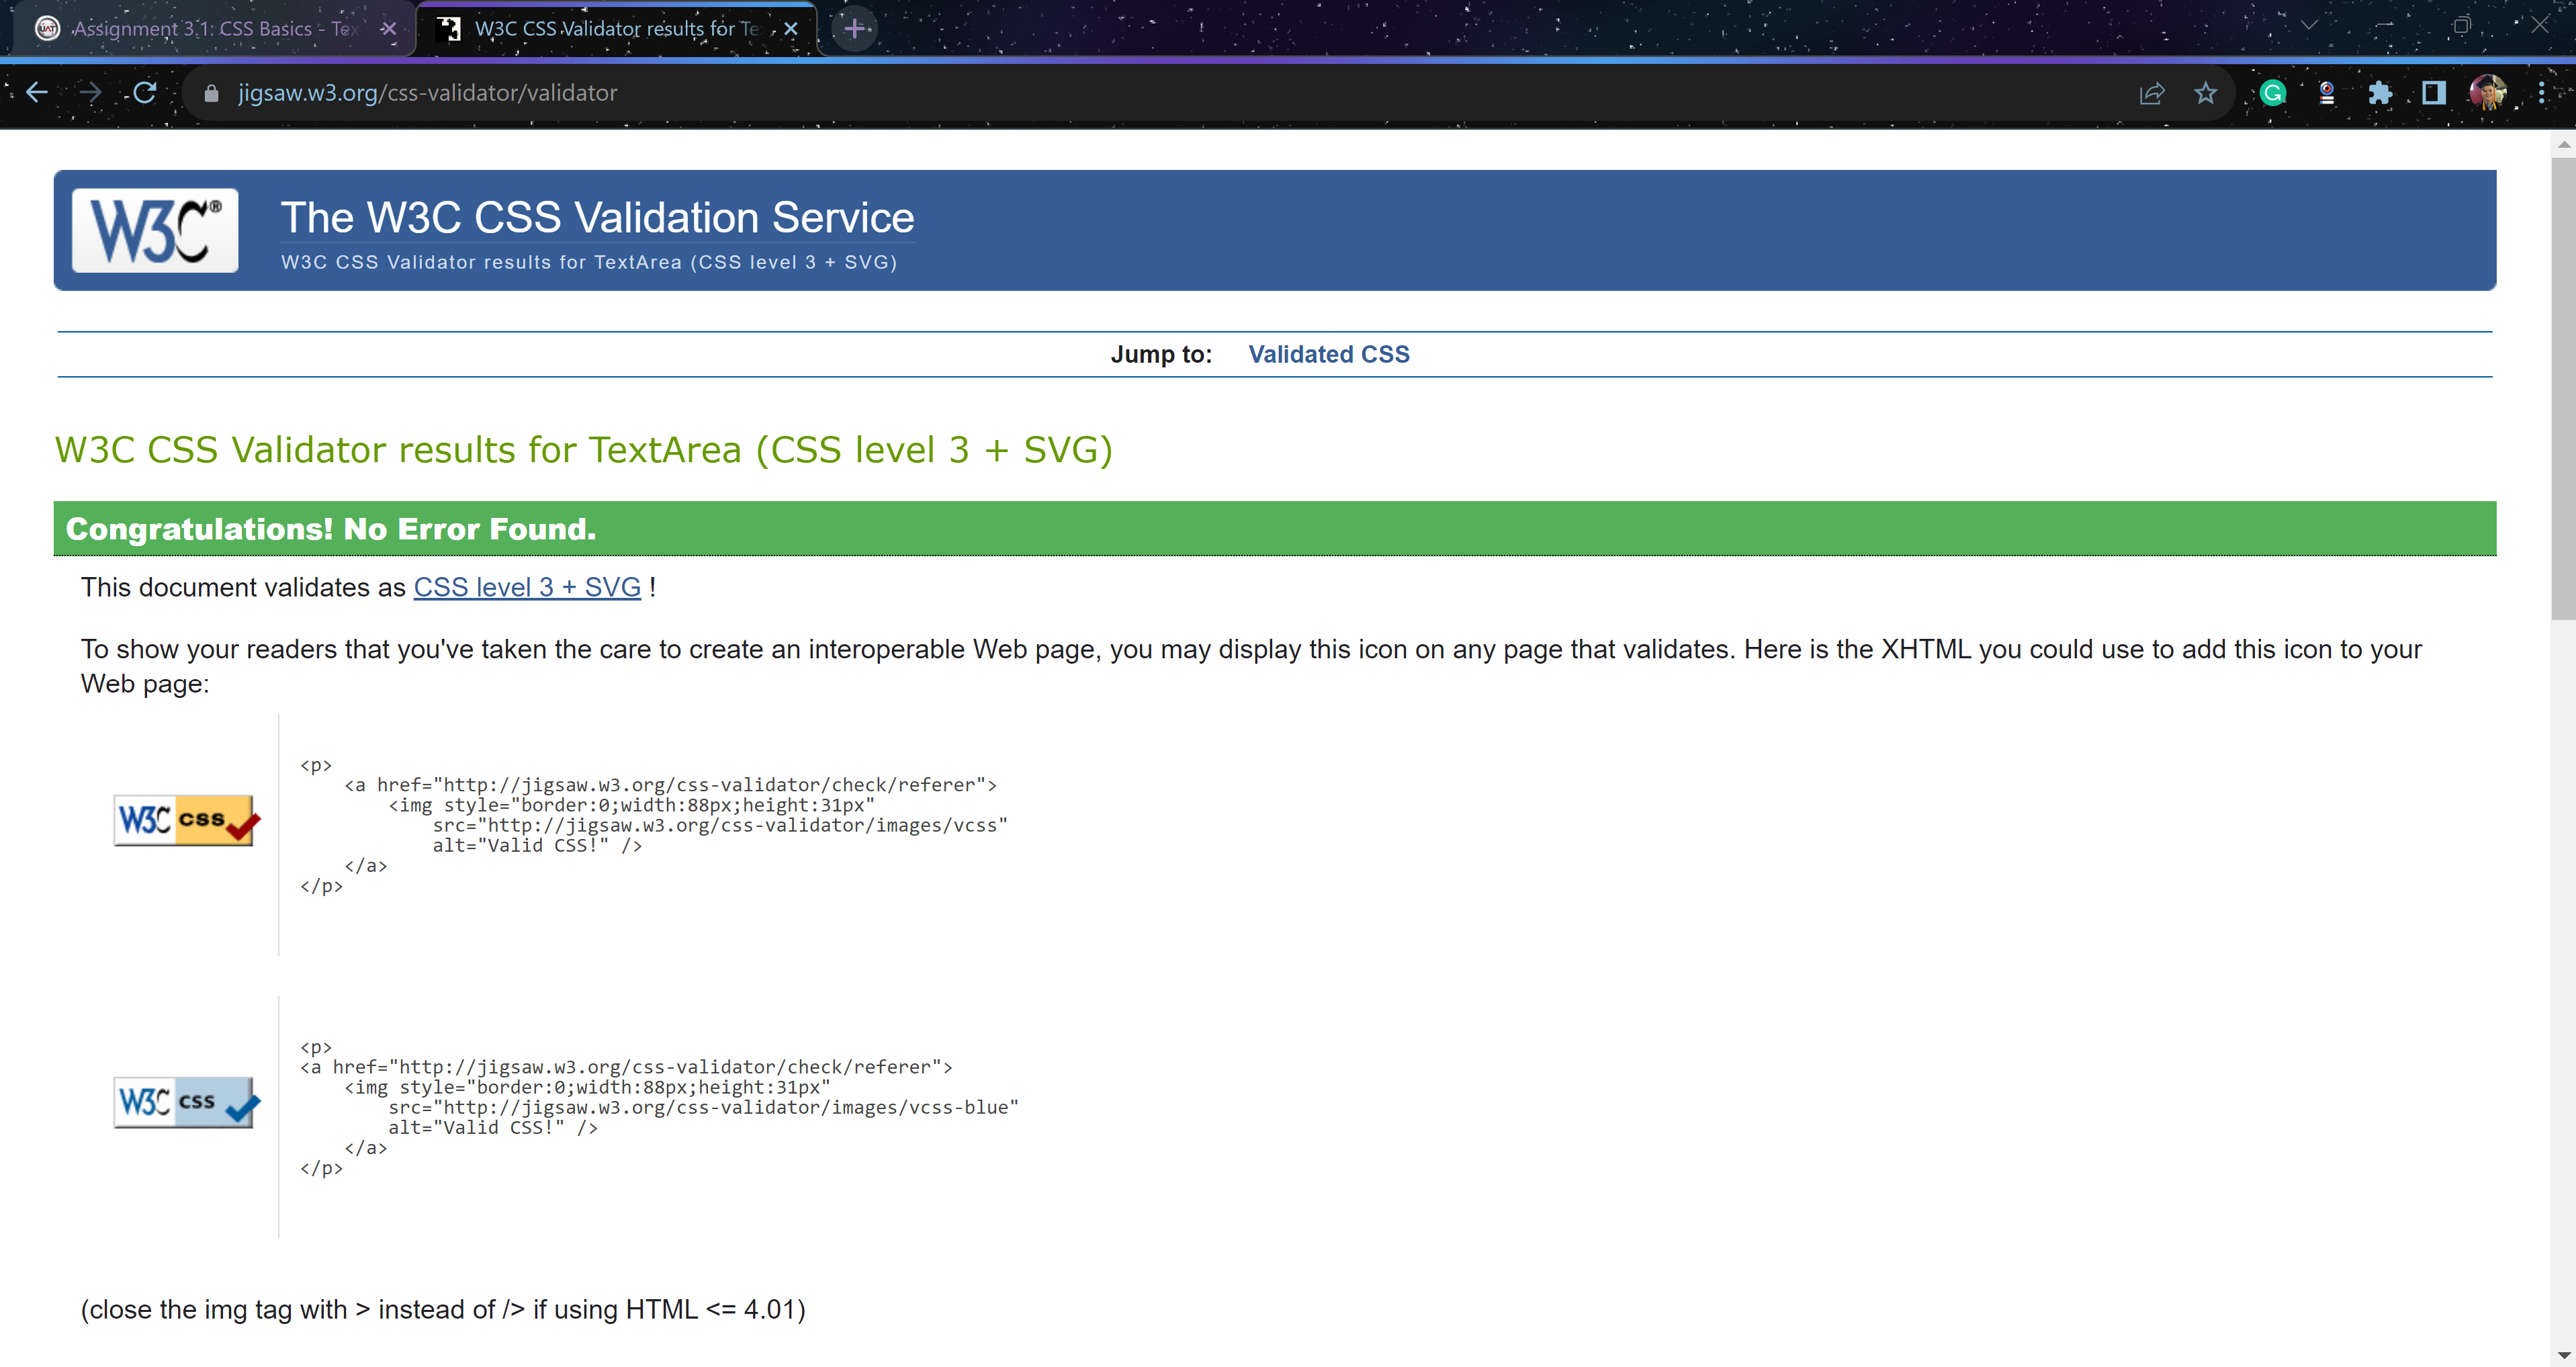 Assignment 3.1: CSS Basics - Tex
W3C CSS Validator results for Te
jigsaw.w3.org/css-validator/validator
W3C®
The W3C CSS Validation Service
W3C CSS Validator results for TextArea (CSS level 3 + SVG)
Jump to: Validated CSS
W3C CSS Validator results for TextArea (CSS level 3 + SVG)
Congratulations! No Error Found.
This document validates as CSS level 3 + SVG !
To show your readers that you've taken the care to create an interoperable Web page, you may display this icon on any page that validates. Here is the XHTML you could use to add this icon to your
Web page:
W3C css
<p>
    <a href="http://jigsaw.w3.org/css-validator/check/referer">
        <img style="border:0;width:88px;height:31px"
            src="http://jigsaw.w3.org/css-validator/images/vcss"
            alt="Valid CSS!" />
    </a>
</p>
W3C css
<p>
<a href="http://jigsaw.w3.org/css-validator/check/referer">
    <img style="border:0;width:88px;height:31px"
        src="http://jigsaw.w3.org/css-validator/images/vcss-blue"
        alt="Valid CSS!" />
    </a>
</p>
(close the img tag with > instead of /> if using HTML <= 4.01)